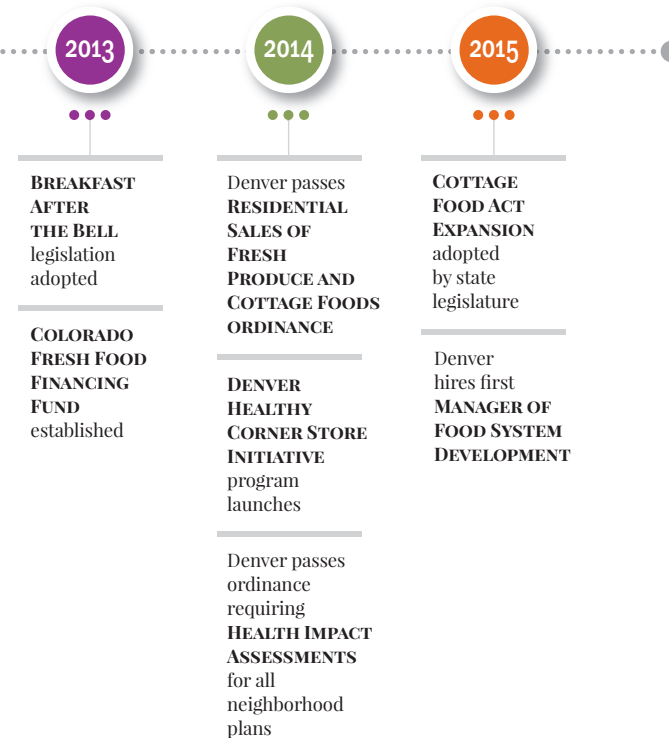 2013
BREAKFAST
AFTER
THE BELL
legislation
adopted
COLORADO
FRESH FOOD
FINANCING
FUND
established
2014
Denver passes
RESIDENTIAL
SALES OF
FRESH
PRODUCE AND
COTTAGE FOODS
ORDINANCE
DENVER
HEALTHY
CORNER STORE
INITIATIVE
program
launches
Denver passes
ordinance
requiring
HEALTH IMPACT
ASSESSMENTS
for all
neighborhood
plans
2015
COTTAGE
FOOD ACT
EXPANSION
adopted
by state
legislature
Denver
hires first
MANAGER OF
FOOD SYSTEM
DEVELOPMENT